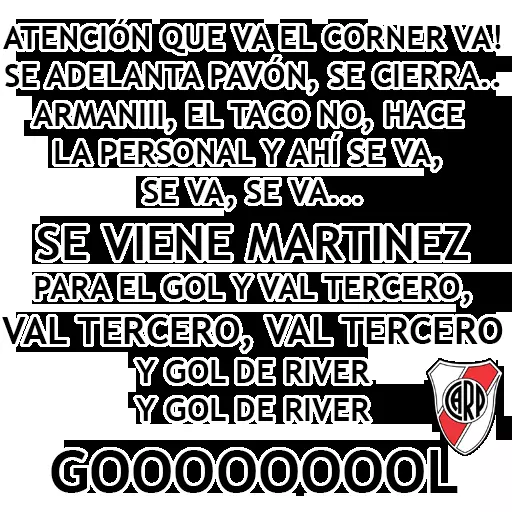 ATENCIÓN QUE VA EL CORNER VA!
SE ADELANTA PAVÓN, SE CIERRA..
ARMANIII, EL TACO NO, HACE
LA PERSONAL Y AHÍ SE VA,
SE VA, SE VA...
SE VIENE MARTINEZ
PARA EL GOL Y VAL TERCERO,
VAL TERCERO, VAL TERCERO
Y GOL DE RIVER
Y GOL DE RIVER
CARP
GOOOOOOOOL